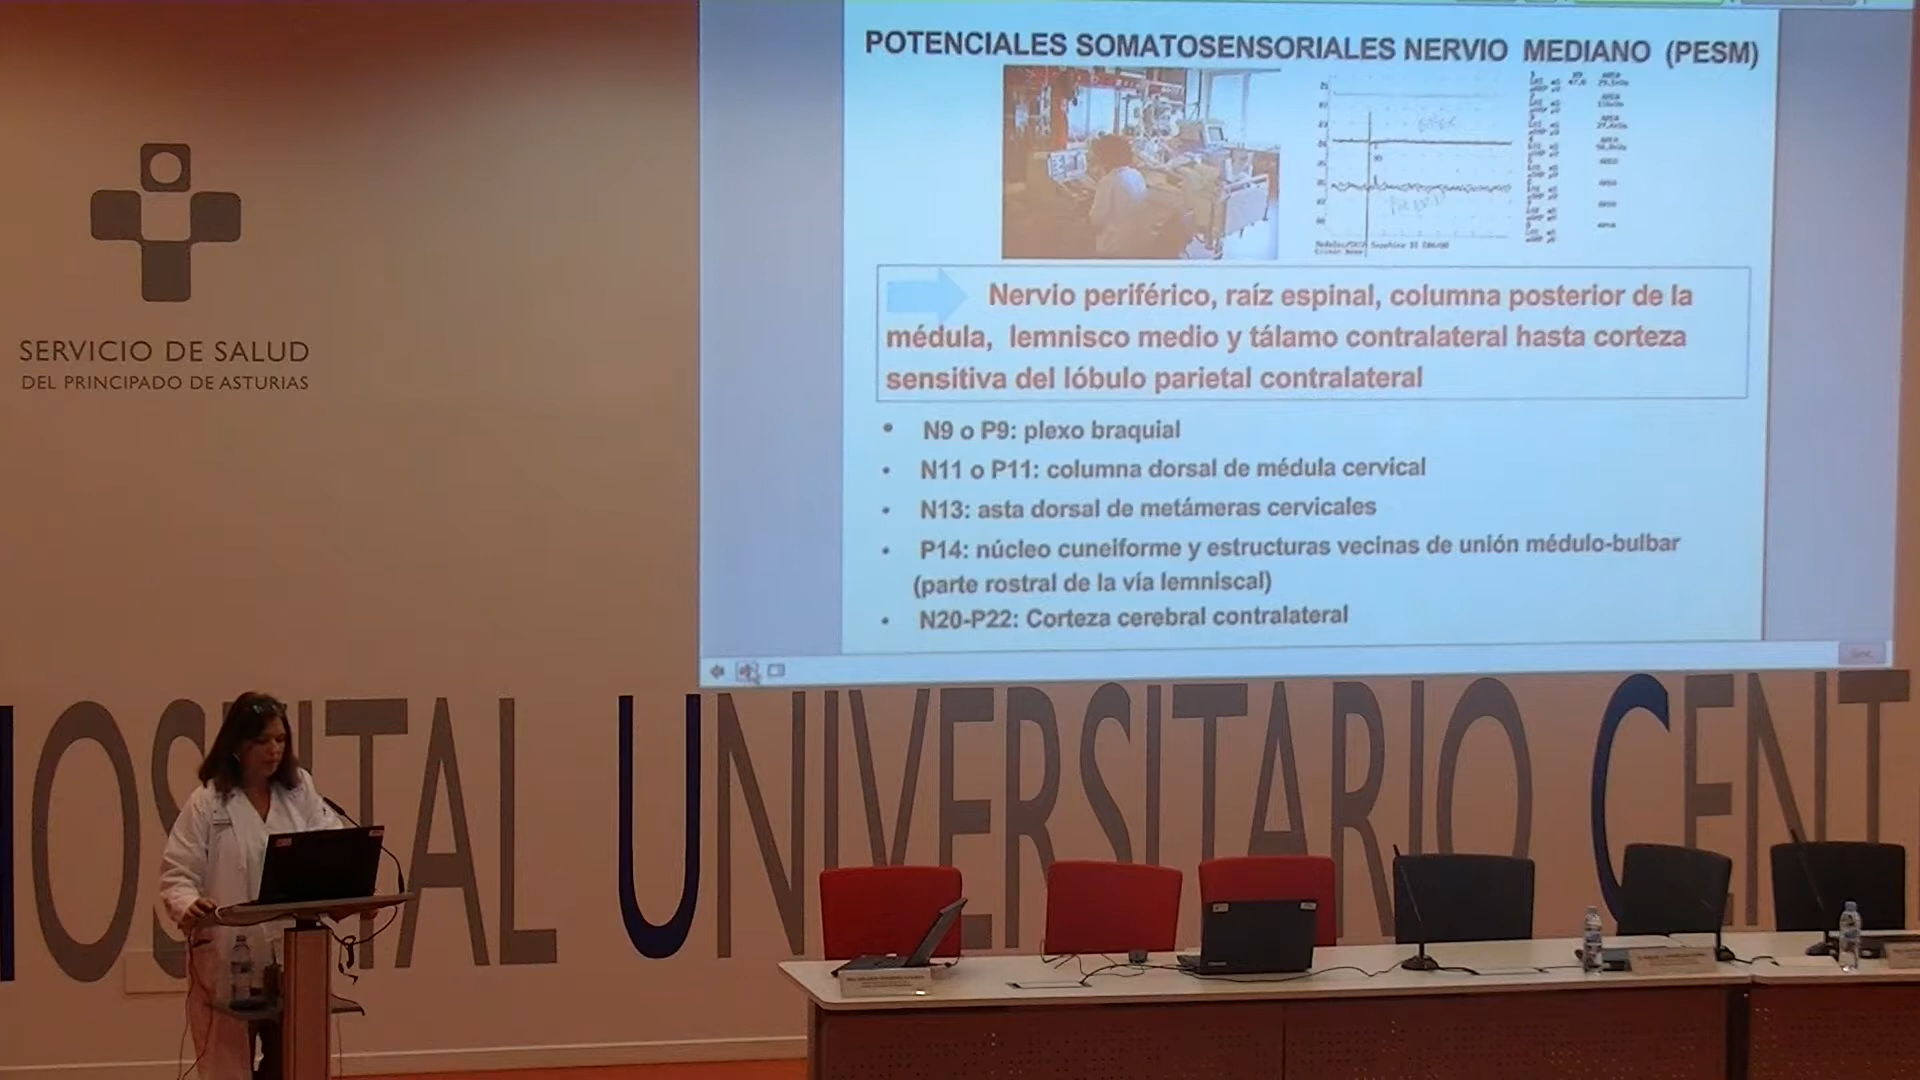 POTENCIALES SOMATOSENSORIALES NERVIO MEDIANO (PESM)
Nervio periférico, raíz espinal, columna posterior de la
médula, lemnisco medio y tálamo contralateral hasta corteza
sensitiva del lóbulo parietal contralateral
• N9 o P9: plexo braquial
• N11 o P11: columna dorsal de médula cervical
• N13: asta dorsal de metámeras cervicales
• P14: núcleo cuneiforme y estructuras vecinas de unión médulo-bulbar
(parte rostral de la vía lemniscal)
• N20-P22: Corteza cerebral contralateral
SERVICIO DE SALUD
DEL PRINCIPADO DE ASTURIAS
HOSPITAL UNIVERSITARIO CENT